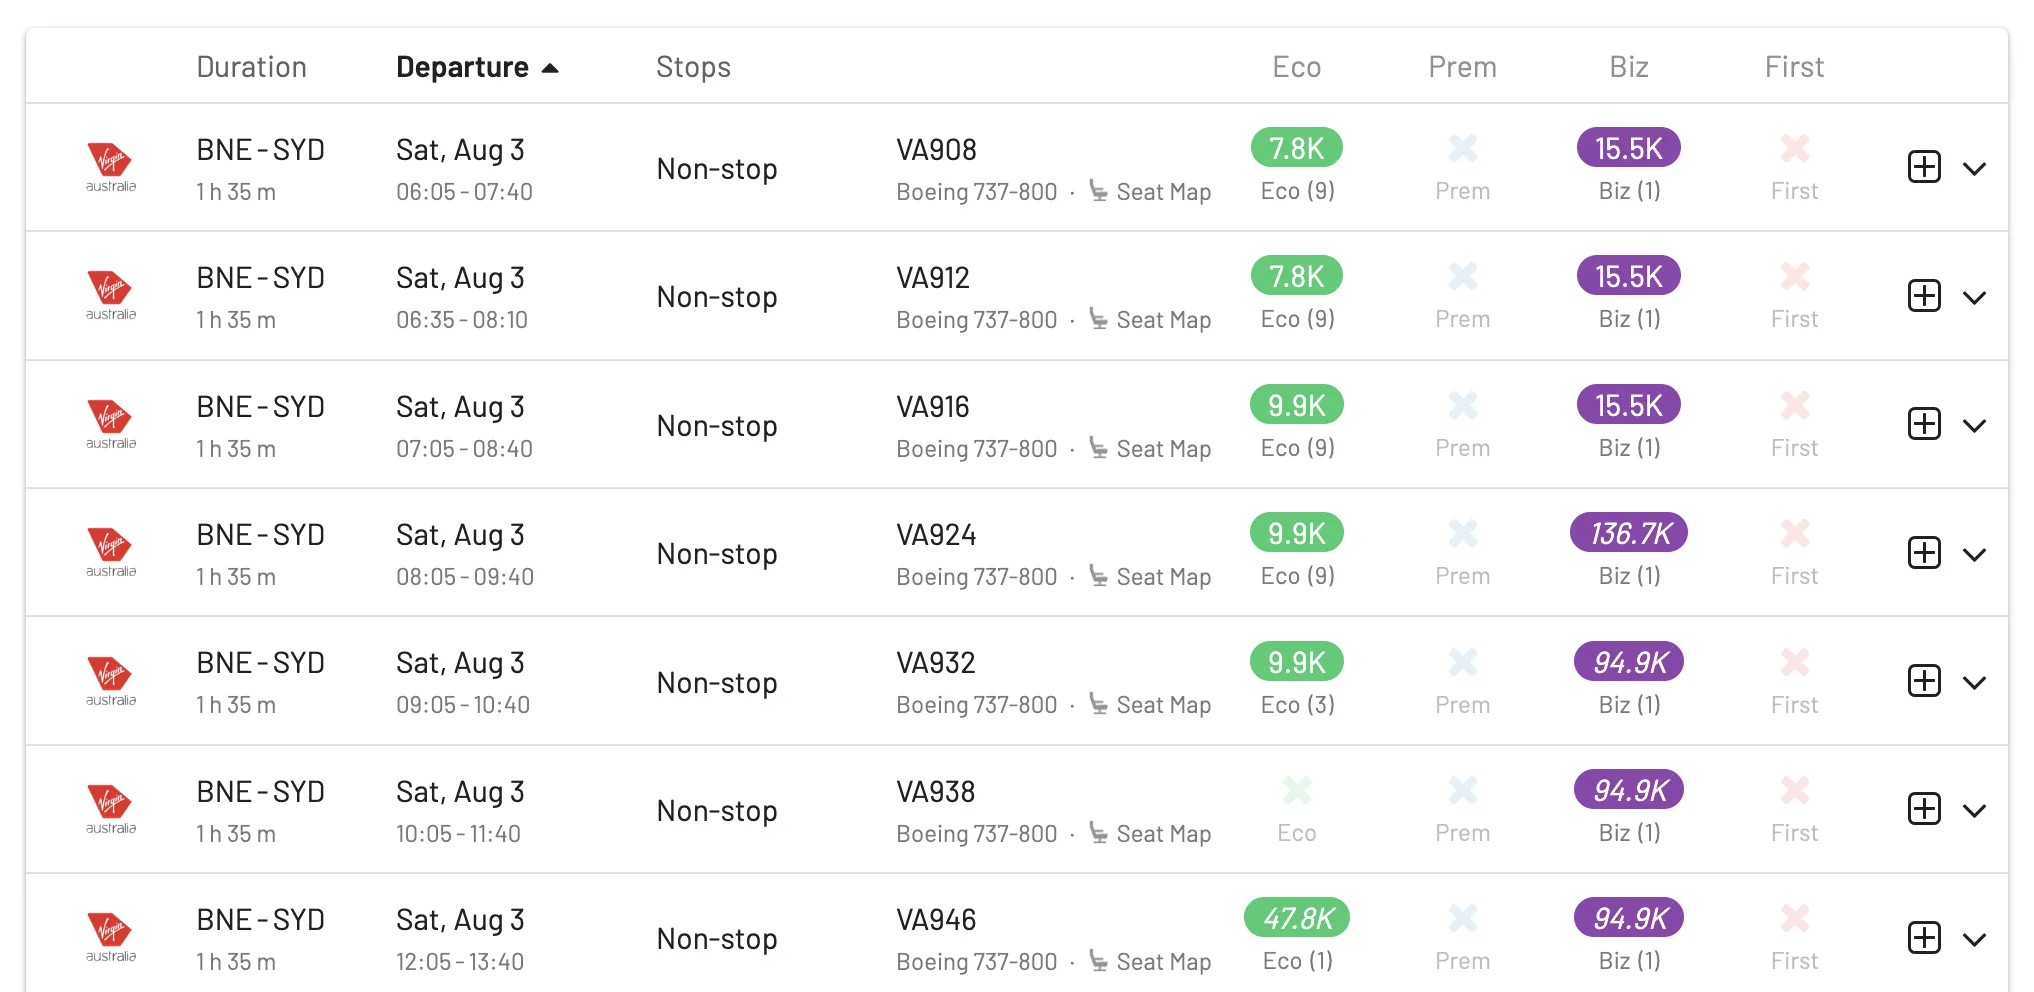 Duration Departure Stops Eco Prem Biz First
BNE - SYD Sat, Aug 3 Non-stop VA908 7.8K 15.5K
Virgin australia 1 h 35 m 06:05 - 07:40 Boeing 737-800 · Seat Map Eco (9) Prem Biz (1) First
BNE - SYD Sat, Aug 3 Non-stop VA912 7.8K 15.5K
Virgin australia 1 h 35 m 06:35 - 08:10 Boeing 737-800 · Seat Map Eco (9) Prem Biz (1) First
BNE - SYD Sat, Aug 3 Non-stop VA916 9.9K 15.5K
Virgin australia 1 h 35 m 07:05 - 08:40 Boeing 737-800 · Seat Map Eco (9) Prem Biz (1) First
BNE - SYD Sat, Aug 3 Non-stop VA924 9.9K 136.7K
Virgin australia 1 h 35 m 08:05 - 09:40 Boeing 737-800 · Seat Map Eco (9) Prem Biz (1) First
BNE - SYD Sat, Aug 3 Non-stop VA932 9.9K 94.9K
Virgin australia 1 h 35 m 09:05 - 10:40 Boeing 737-800 · Seat Map Eco (3) Prem Biz (1) First
BNE - SYD Sat, Aug 3 Non-stop VA938 94.9K
Virgin australia 1 h 35 m 10:05 - 11:40 Boeing 737-800 · Seat Map Eco Prem Biz (1) First
BNE - SYD Sat, Aug 3 Non-stop VA946 47.8K 94.9K
Virgin australia 1 h 35 m 12:05 - 13:40 Boeing 737-800 · Seat Map Eco (1) Prem Biz (1) First